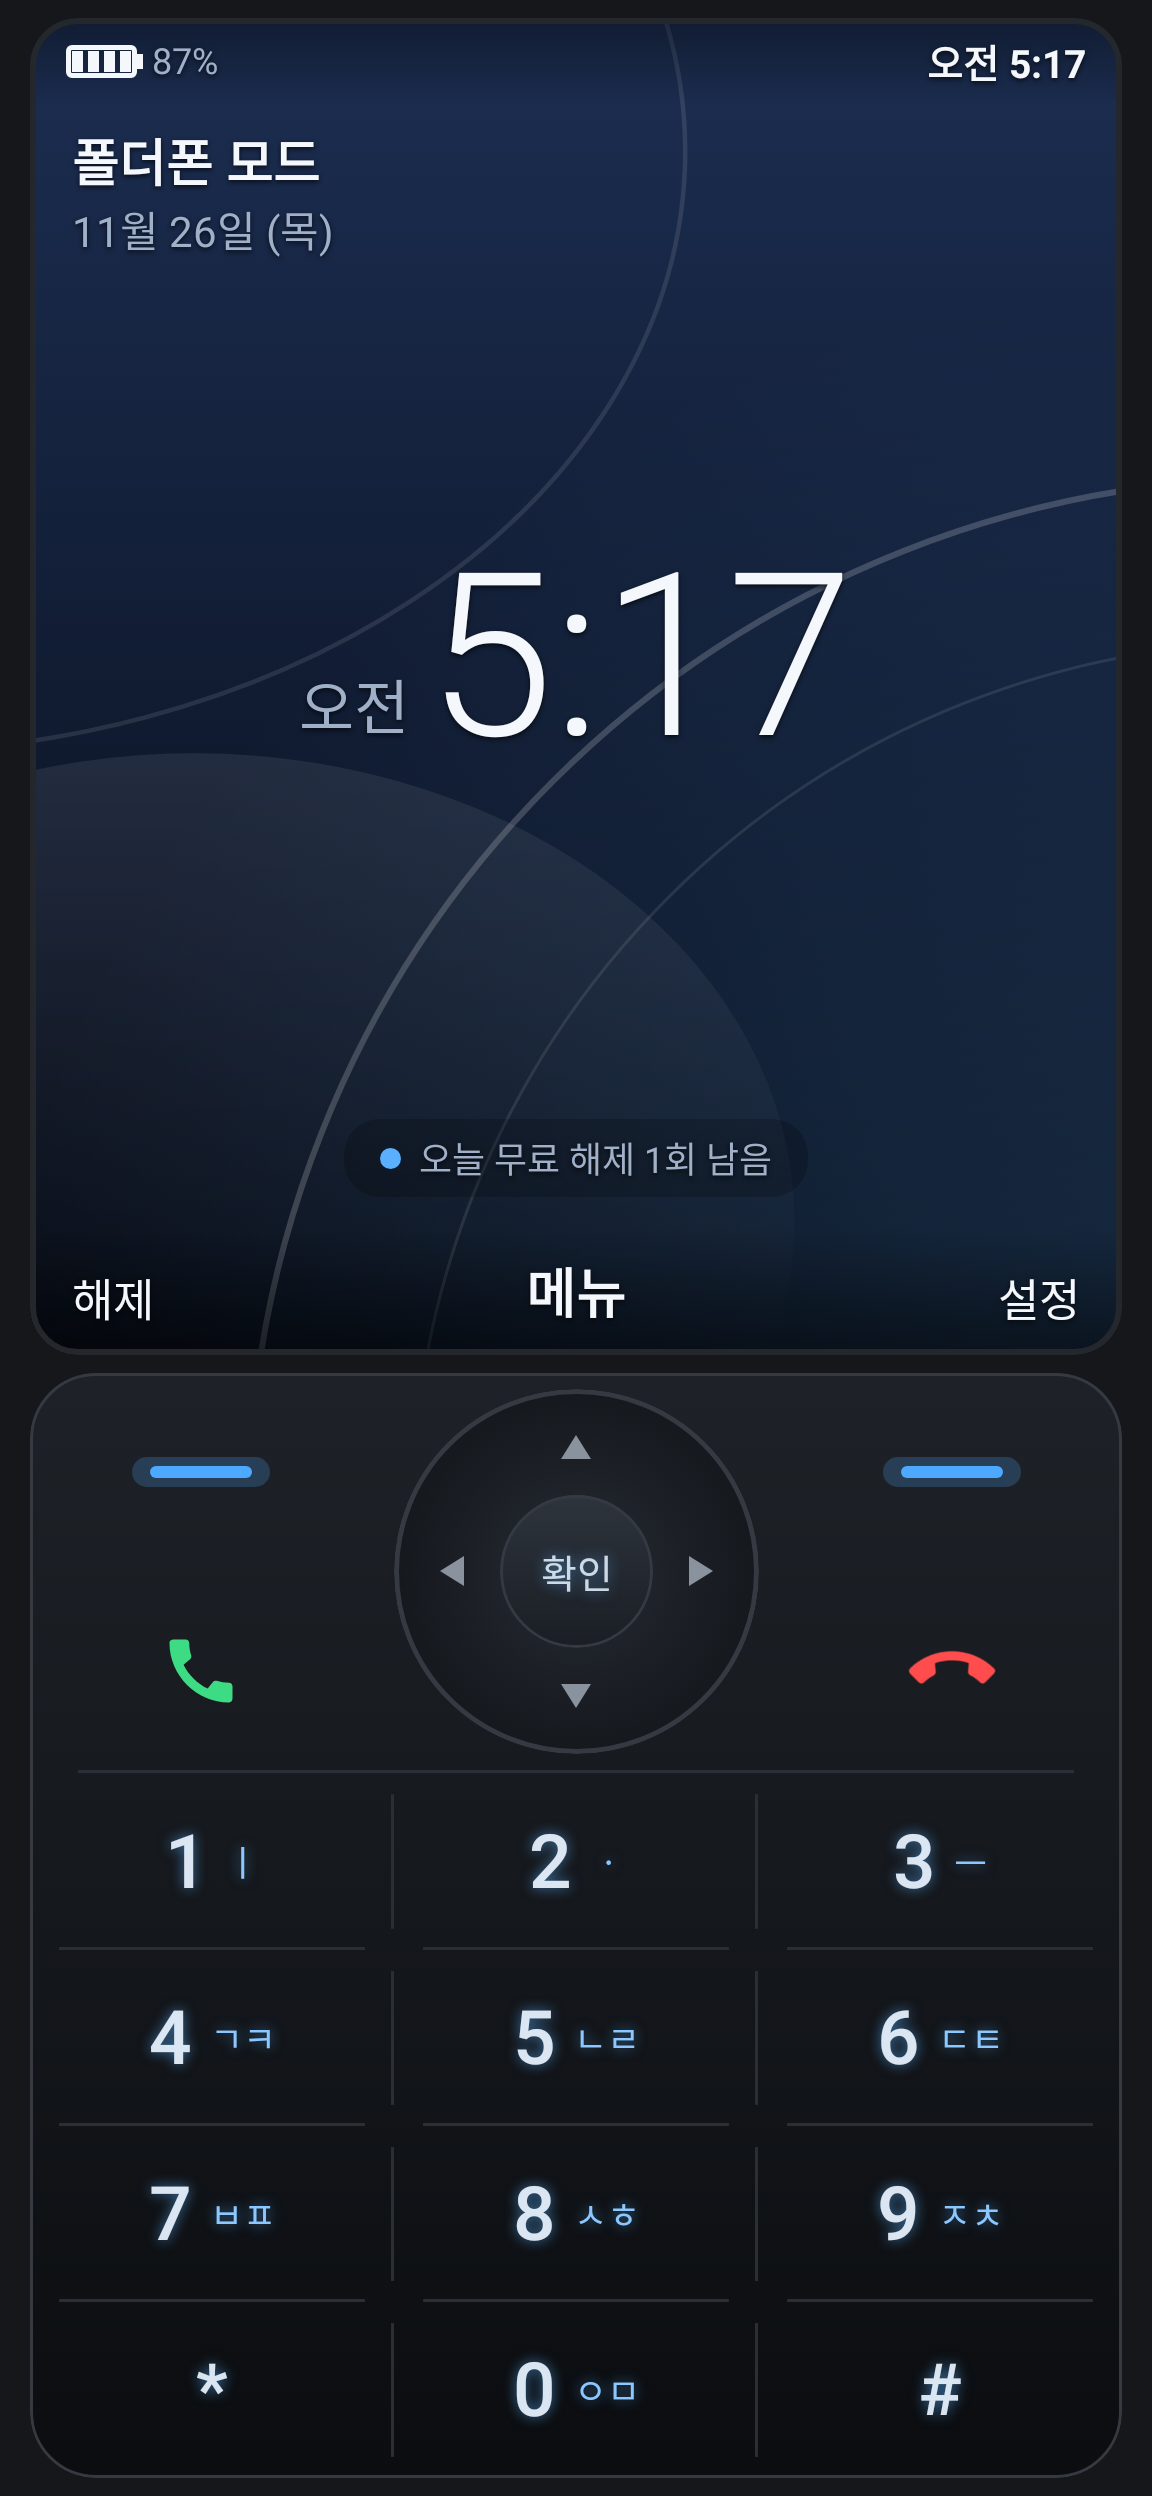 87%
오전 5:17
폴더폰 모드
11월 26일 (목)
오전 5:17
오늘 무료 해제 1회 남음
해제 메뉴 설정
확인
1 ㅣ 2 · 3 ㅡ
4 ㄱㅋ 5 ㄴㄹ 6 ㄷㅌ
7 ㅂㅍ 8 ㅅㅎ 9 ㅈㅊ
* 0 ㅇㅁ #